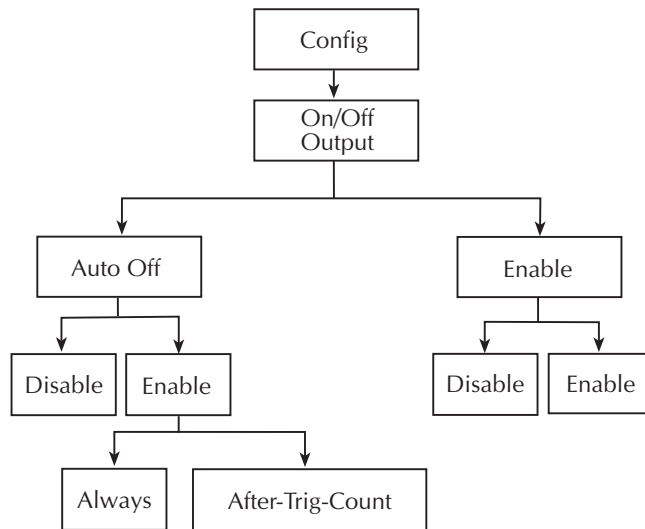 Config
On/Off
Output
Auto Off
Enable
Disable
Enable
Disable
Enable
Always
After-Trig-Count